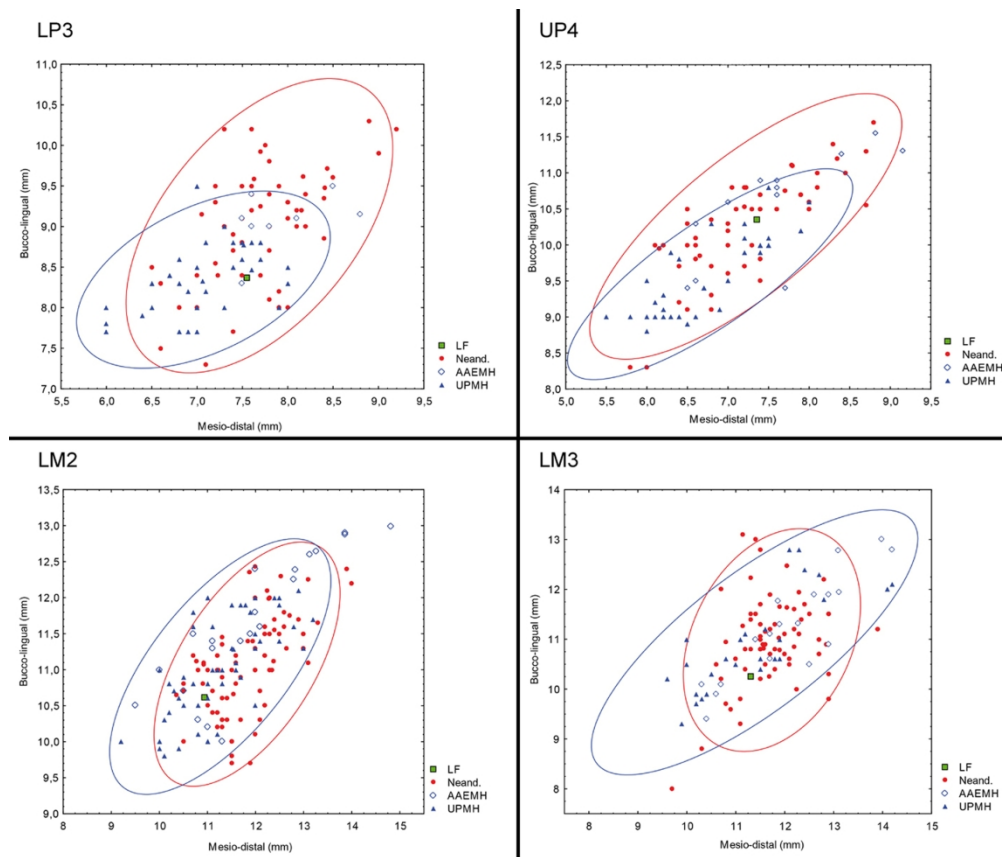 LP3
11,0
10,5
10,0
9,5
9,0
8,5
8,0
7,5
7,0
Bucco-lingual (mm)
5,5 6,0 6,5 7,0 7,5 8,0 8,5 9,0 9,5
Mesio-distal (mm)
LF
Neand.
AAEMH
UPMH
UP4
12,5
12,0
11,5
11,0
10,5
10,0
9,5
9,0
8,5
8,0
Bucco-lingual (mm)
5,0 5,5 6,0 6,5 7,0 7,5 8,0 8,5 9,0 9,5
Mesio-distal (mm)
LF
Neand.
AAEMH
UPMH
LM2
13,5
13,0
12,5
12,0
11,5
11,0
10,5
10,0
9,5
9,0
Bucco-lingual (mm)
8 9 10 11 12 13 14 15
Mesio-distal (mm)
LF
Neand.
AAEMH
UPMH
LM3
14
13
12
11
10
9
8
Bucco-lingual (mm)
8 9 10 11 12 13 14 15
Mesio-distal (mm)
LF
Neand.
AAEMH
UPMH